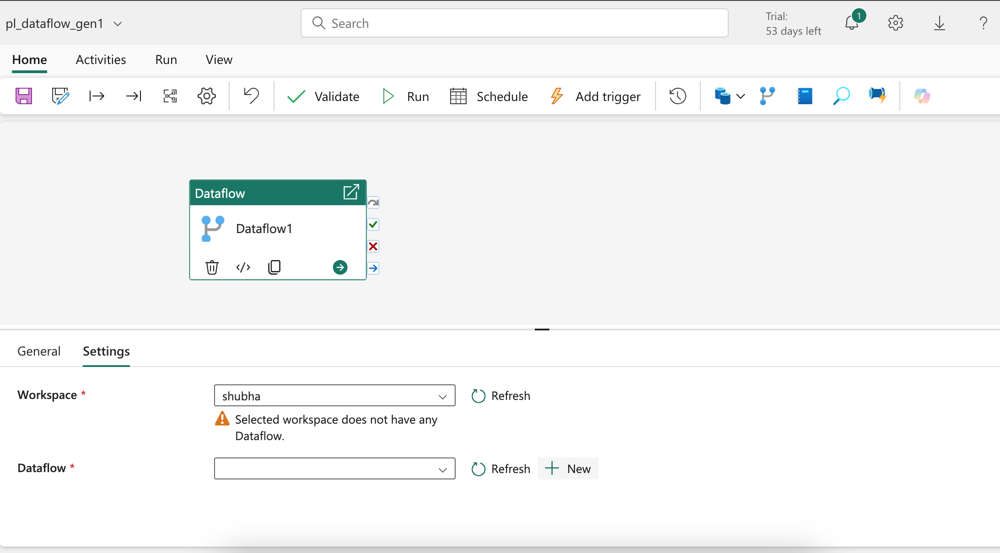 pl_dataflow_gen1
Search
Trial:
53 days left
1
?
Home
Activities
Run
View
Validate
Run
Schedule
Add trigger
Dataflow
Dataflow1
</>
General
Settings
Workspace *
shubha
Refresh
Selected workspace does not have any
Dataflow.
Dataflow *
Refresh
New